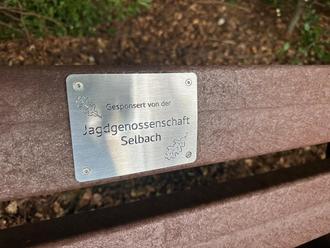 Gesponsert von der
Jagdgenossenschaft
Selbach